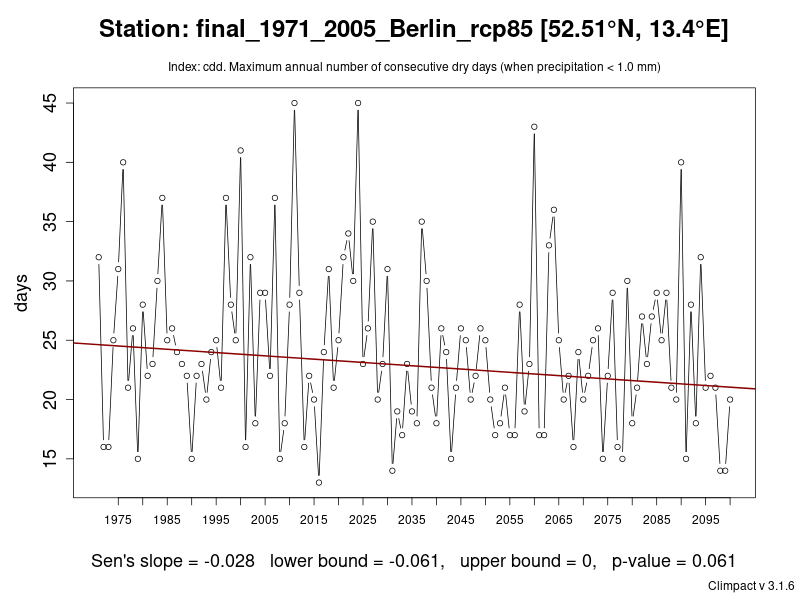 Station: final_1971_2005_Berlin_rcp85 [52.51°N, 13.4°E]
Index: cdd. Maximum annual number of consecutive dry days (when precipitation < 1.0 mm)
45
40
35
30
25
20
15
days
1975 1985 1995 2005 2015 2025 2035 2045 2055 2065 2075 2085 2095
Sen's slope = -0.028 lower bound = -0.061, upper bound = 0, p-value = 0.061
Climpact v 3.1.6